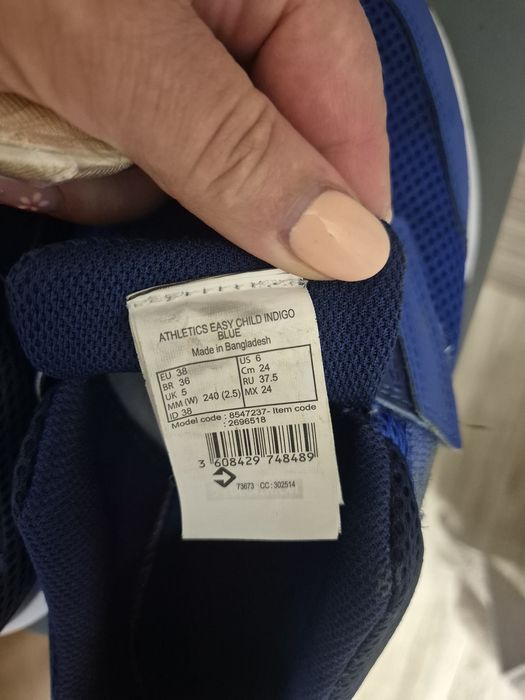 ATHLETICS EASY CHILD INDIGO
BLUE
Made in Bangladesh
EU 38 US 6
BR 36 Cm 24
UK 5 RU 37.5
MM (W) 240 (2.5) MX 24
ID 38
Model code : 8547237- Item code
: 2696518
3 608429 748489
73673 CC : 302514